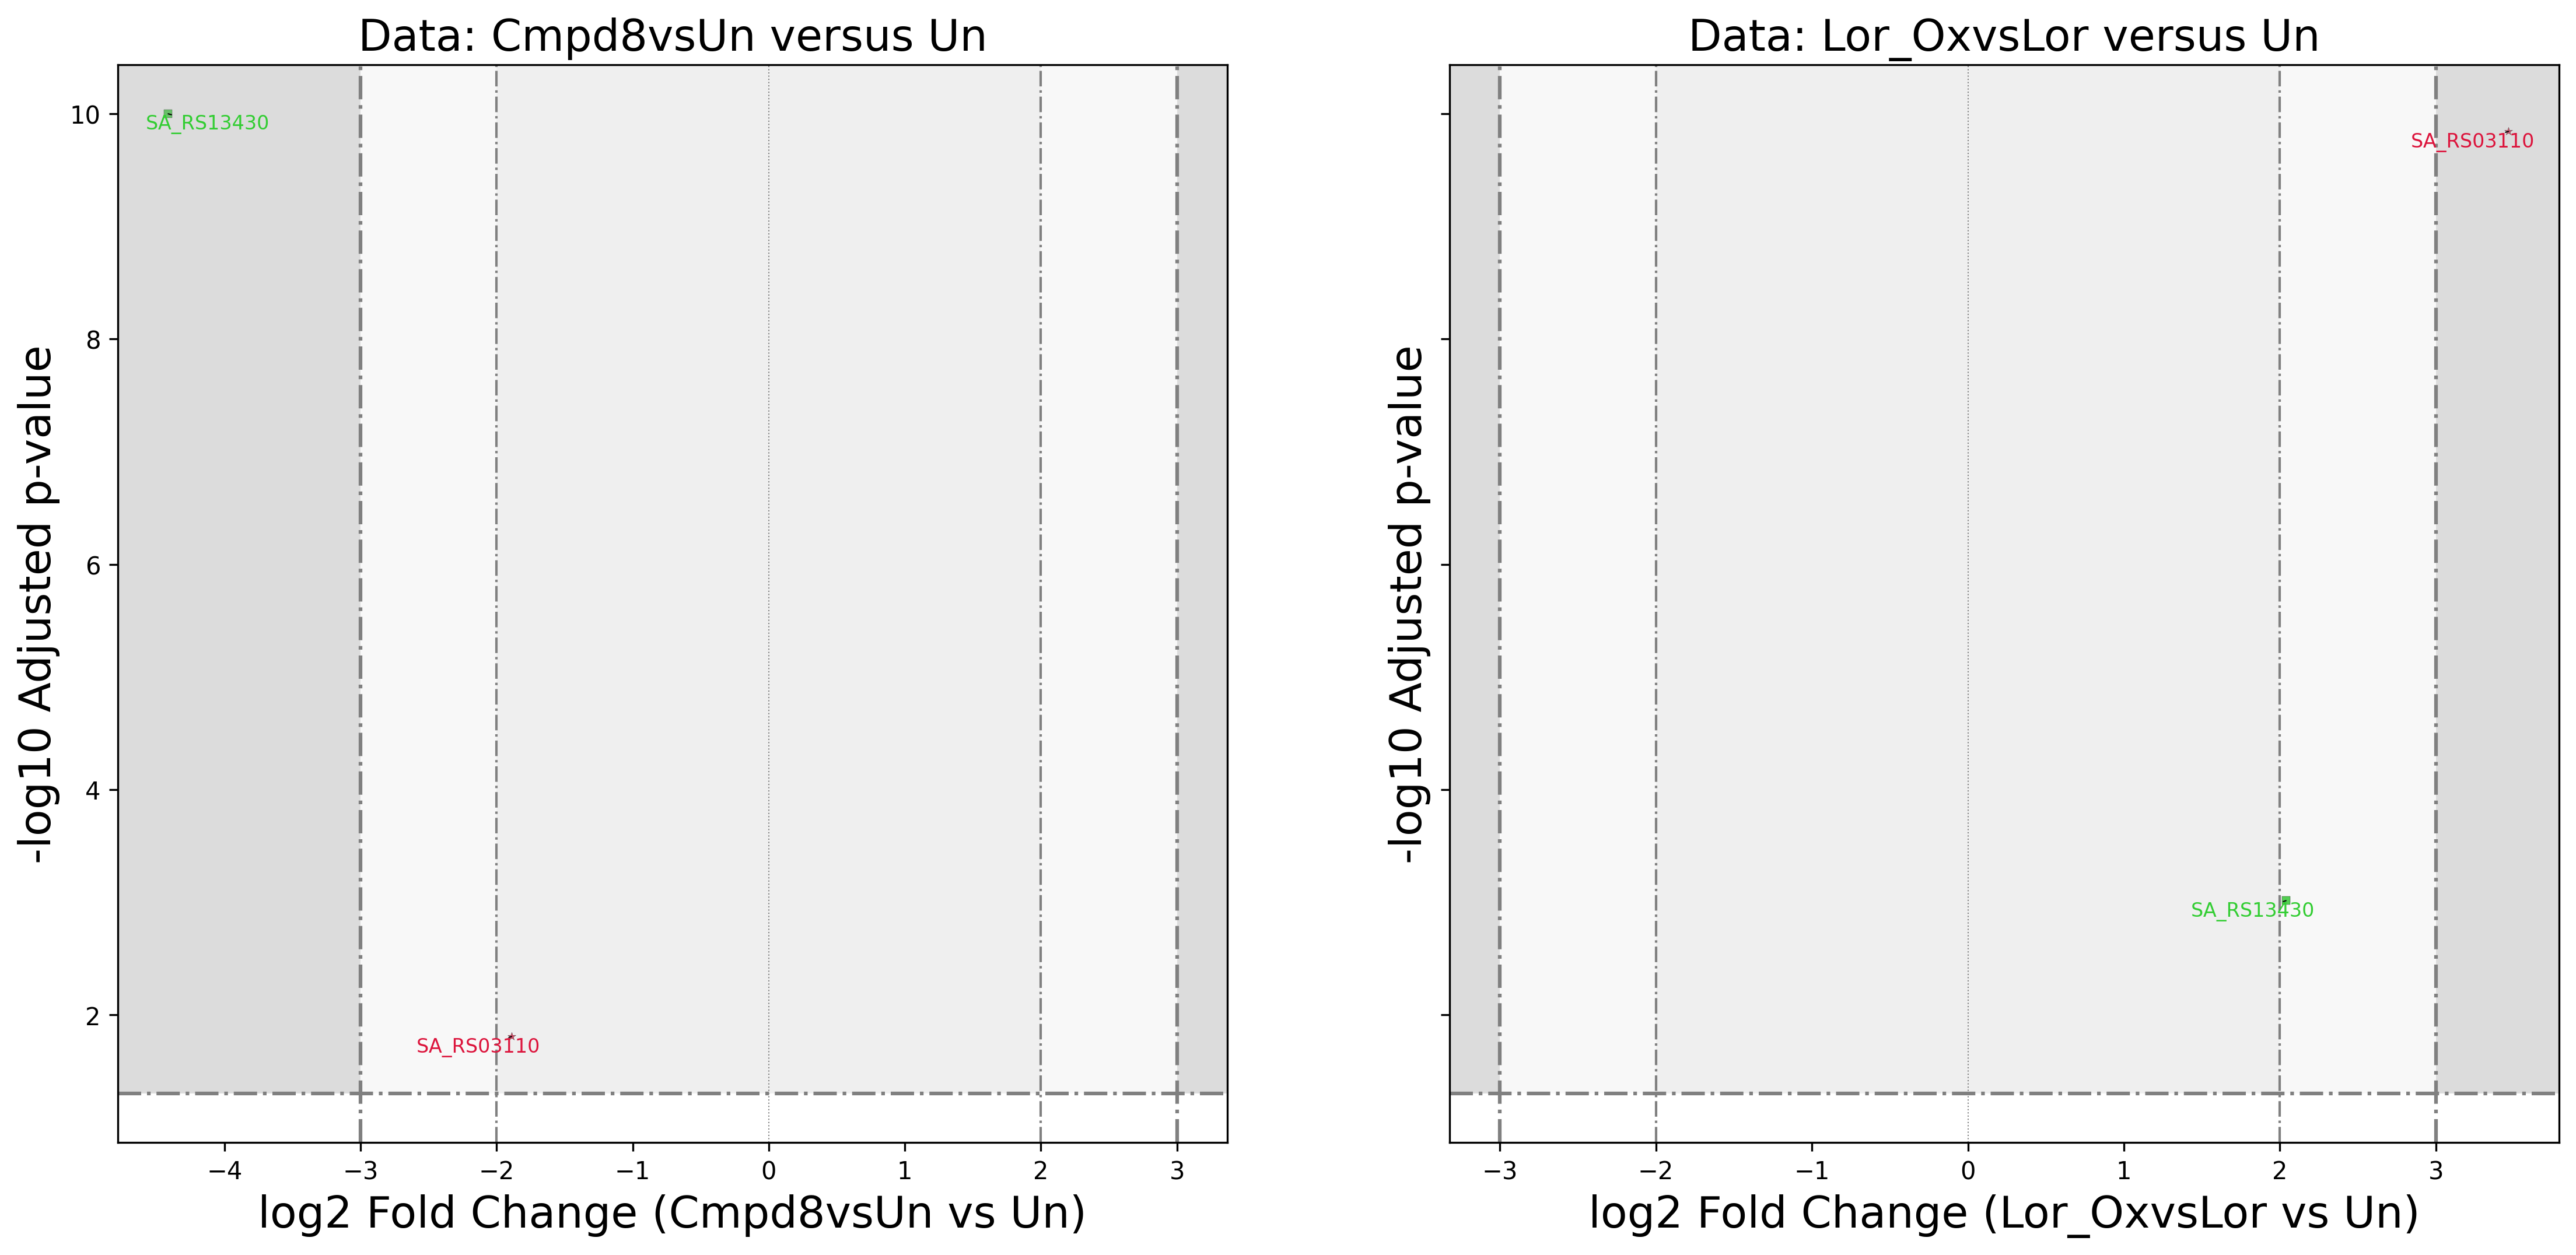 Data: Cmpd8vsUn versus Un
-log10 Adjusted p-value
10
8
6
4
2
SA_RS13430
SA_RS03110
−4
−3
−2
−1
0
1
2
3
log2 Fold Change (Cmpd8vsUn vs Un)
Data: Lor_OxvsLor versus Un
-log10 Adjusted p-value
SA_RS03110
SA_RS13430
−3
−2
−1
0
1
2
3
log2 Fold Change (Lor_OxvsLor vs Un)